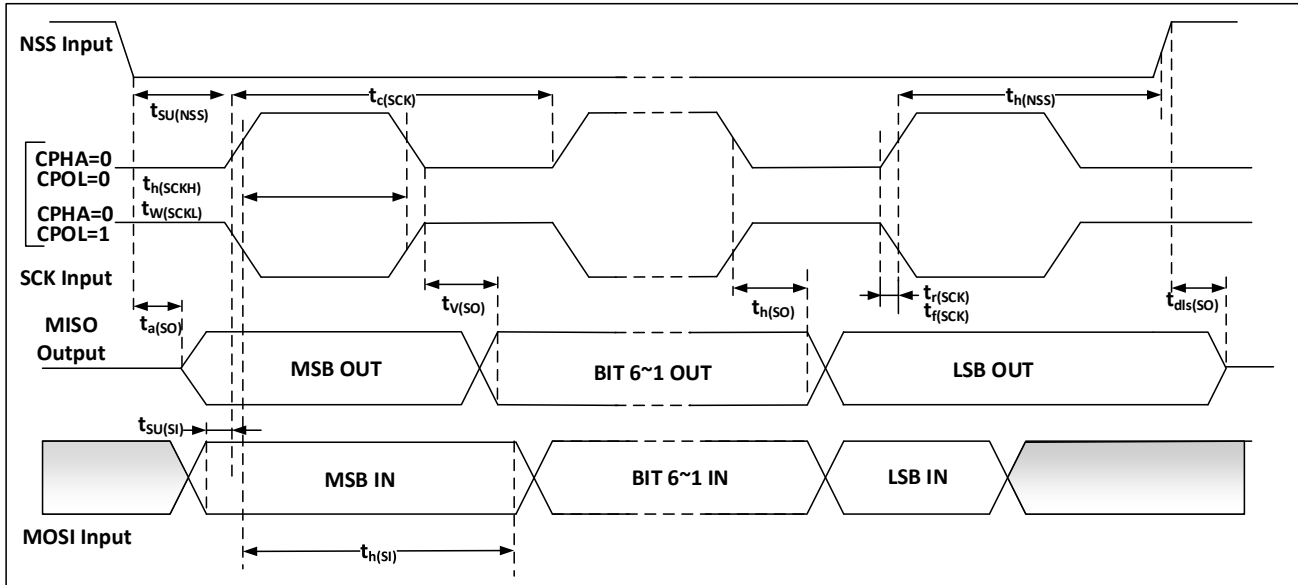 NSS Input
tSU(NSS)
tc(SCK)
th(NSS)
CPHA=0
CPOL=0
th(SCKH)
CPHA=0
tW(SCKL)
CPOL=1
SCK Input
ta(SO)
tV(SO)
th(SO)
tr(SCK)
tf(SCK)
tdls(SO)
MISO
Output
MSB OUT
BIT 6~1 OUT
LSB OUT
tSU(SI)
MSB IN
BIT 6~1 IN
LSB IN
MOSI Input
th(SI)